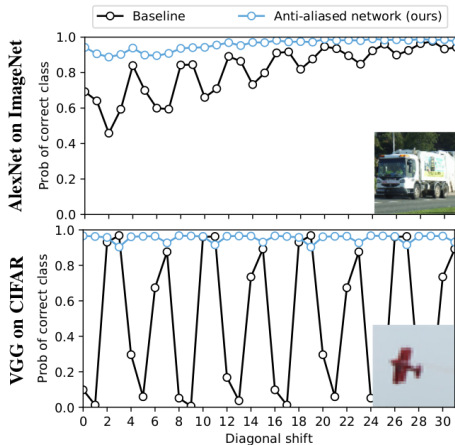 Baseline
Anti-aliased network (ours)
AlexNet on ImageNet
Prob of correct class
1.0
0.8
0.6
0.4
0.2
0.0
VGG on CIFAR
Prob of correct class
1.0
0.8
0.6
0.4
0.2
0.0
0 2 4 6 8 10 12 14 16 18 20 22 24 26 28 30
Diagonal shift